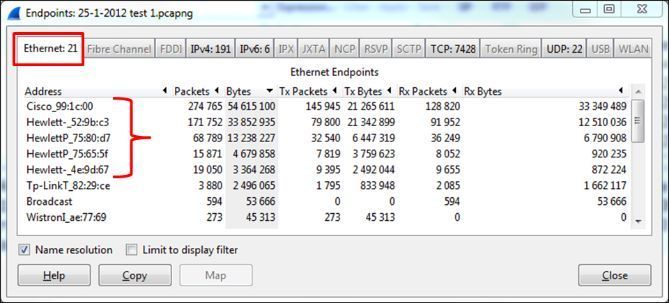 Endpoints: 25-1-2012 test 1.pcapng
Ethernet: 21 Fibre Channel FDDI IPv4: 191 IPv6: 6 IPX JXTA NCP RSVP SCTP TCP: 7428 Token Ring UDP: 22 USB WLAN
Ethernet Endpoints
Address Packets Bytes Tx Packets Tx Bytes Rx Packets Rx Bytes
Cisco_99:1c:00 274 765 54 615 100 145 945 21 265 611 128 820 33 349 489
Hewlett-_52:9b:c3 171 752 33 852 935 79 800 21 342 899 91 952 12 510 036
HewlettP_75:80:d7 68 789 13 238 227 32 540 6 447 319 36 249 6 790 908
HewlettP_75:65:5f 15 871 4 679 858 7 819 3 759 623 8 052 920 235
Hewlett-_4e:9d:67 19 050 3 364 268 9 395 2 492 044 9 655 872 224
Tp-LinkT_82:29:ce 3 880 2 496 065 1 795 833 948 2 085 1 662 117
Broadcast 594 53 666 0 0 594 53 666
WistronI_ae:77:69 273 45 313 273 45 313 0 0
Name resolution Limit to display filter
Help Copy Map Close